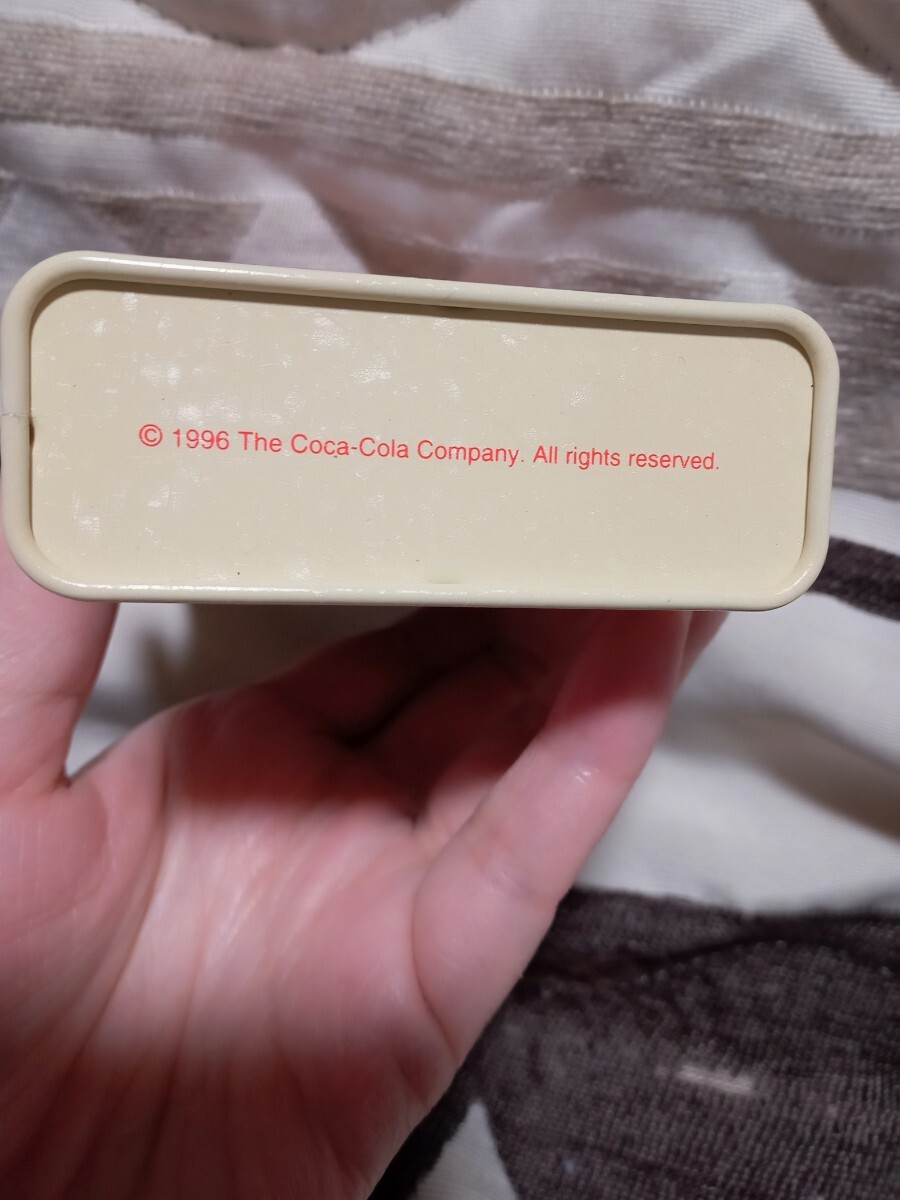 © 1996 The Coca-Cola Company. All rights reserved.